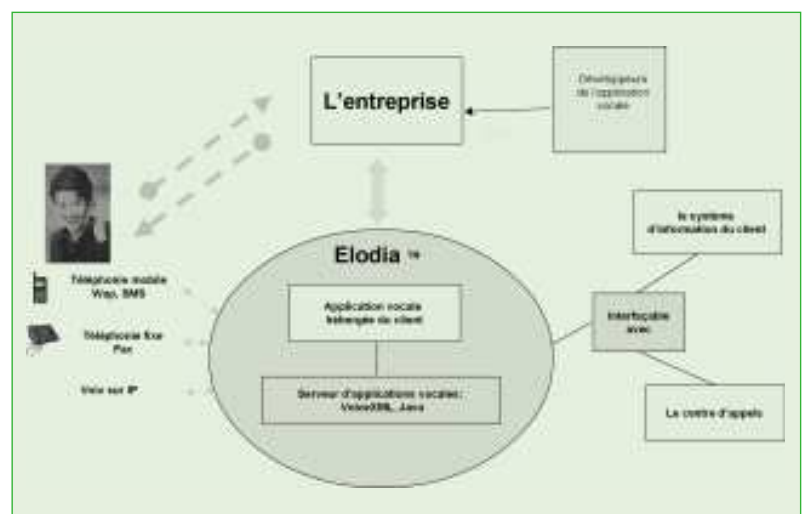 L'entreprise
Développeurs
de l'application
vocale
le système
d'information du client
Elodia TM
Téléphonie mobile
Wap, SMS
Application vocale
hébergée du client
Interfaçable
avec
Téléphonie fixe
Fax
Voix sur IP
Serveur d'applications vocales:
VoiceXML, Java
Le centre d'appels